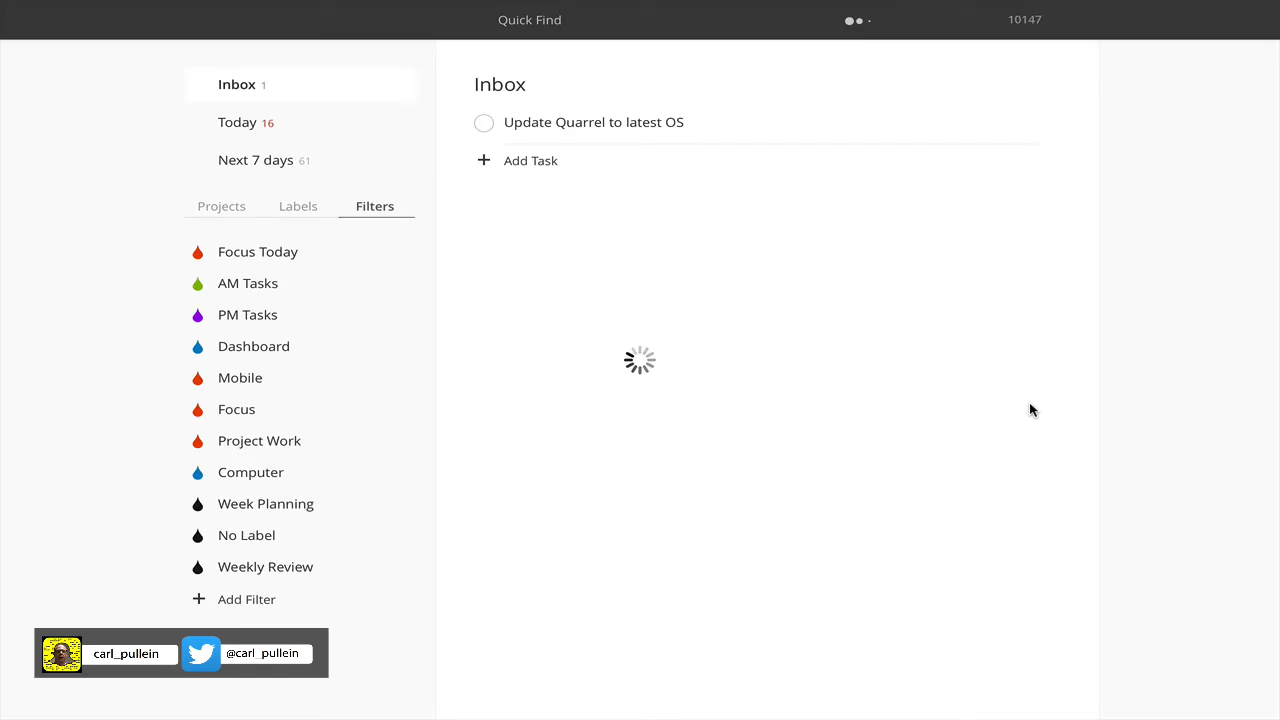 Quick Find
10147
Inbox 1
Today 16
Next 7 days 61
Projects Labels Filters
Focus Today
AM Tasks
PM Tasks
Dashboard
Mobile
Focus
Project Work
Computer
Week Planning
No Label
Weekly Review
+ Add Filter
Inbox
Update Quarrel to latest OS
+ Add Task
carl_pullein
@carl_pullein